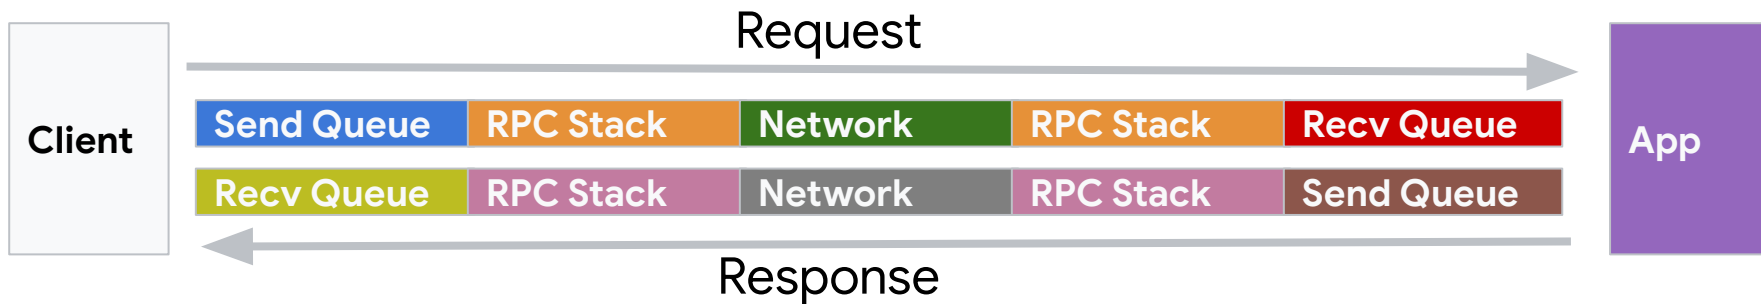 Request
Client
Send Queue RPC Stack Network RPC Stack Recv Queue
App
Recv Queue RPC Stack Network RPC Stack Send Queue
Response